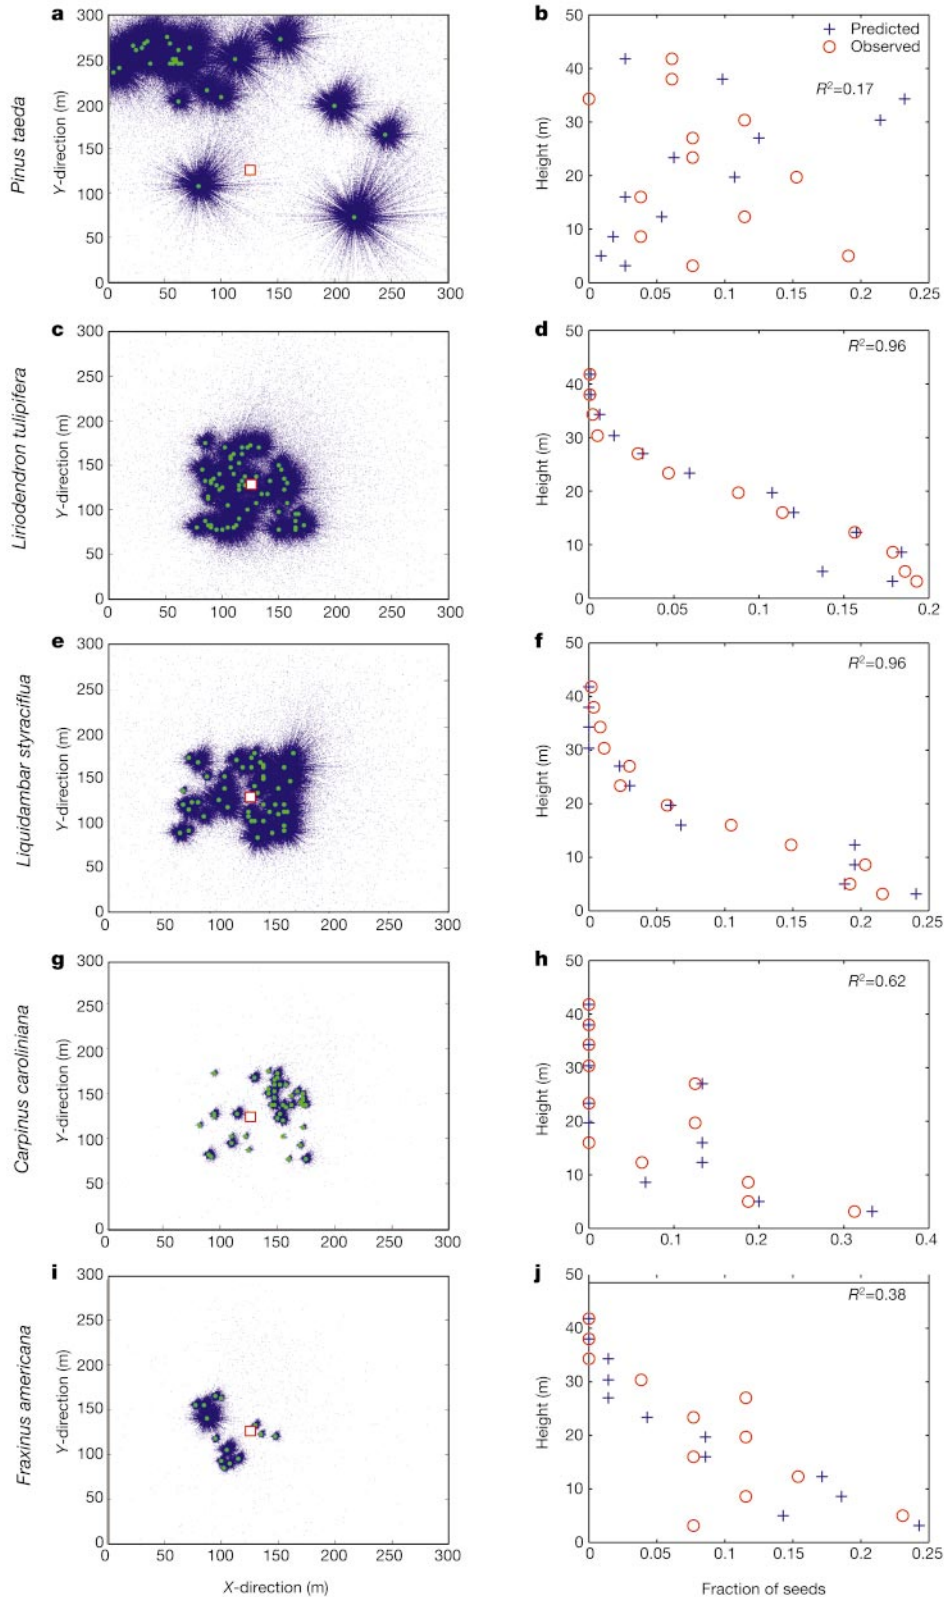 a
Pinus taeda
Y-direction (m)
300
250
200
150
100
50
0
0 50 100 150 200 250 300
b
Predicted
Observed
R²=0.17
Height (m)
50
40
30
20
10
0
0 0.05 0.1 0.15 0.2 0.25
c
Liriodendron tulipifera
Y-direction (m)
300
250
200
150
100
50
0
0 50 100 150 200 250 300
d
R²=0.96
Height (m)
50
40
30
20
10
0
0 0.05 0.1 0.15 0.2
e
Liquidambar styraciflua
Y-direction (m)
300
250
200
150
100
50
0
0 50 100 150 200 250 300
f
R²=0.96
Height (m)
50
40
30
20
10
0
0 0.05 0.1 0.15 0.2 0.25
g
Carpinus caroliniana
Y-direction (m)
300
250
200
150
100
50
0
0 50 100 150 200 250 300
h
R²=0.62
Height (m)
50
40
30
20
10
0
0 0.1 0.2 0.3 0.4
i
Fraxinus americana
Y-direction (m)
300
250
200
150
100
50
0
0 50 100 150 200 250 300
X-direction (m)
j
R²=0.38
Height (m)
50
40
30
20
10
0
0 0.05 0.1 0.15 0.2 0.25
Fraction of seeds